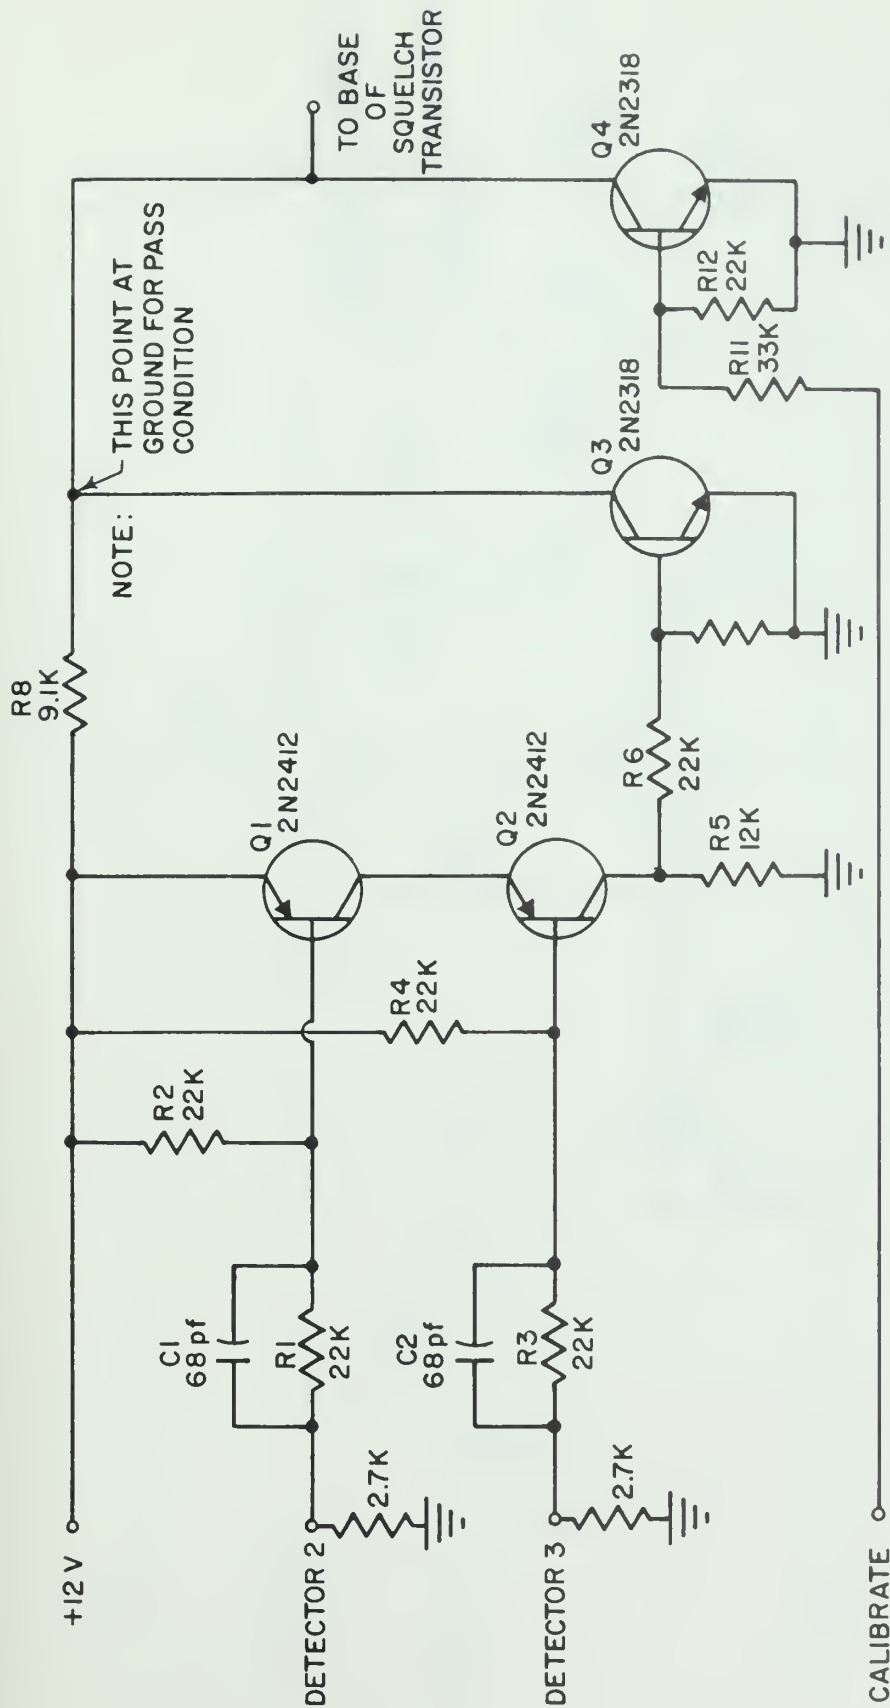 +12 V
DETECTOR 2
2.7K
DETECTOR 3
2.7K
CALIBRATE
C1
68pf
R1
22K
C2
68pf
R3
22K
R2
22K
R4
22K
Q1
2N2412
Q2
2N2412
R5
12K
R6
22K
R8
9.1K
NOTE:
THIS POINT AT
GROUND FOR PASS
CONDITION
Q3
2N2318
R11
33K
R12
22K
Q4
2N2318
TO BASE
OF
SQUELCH
TRANSISTOR